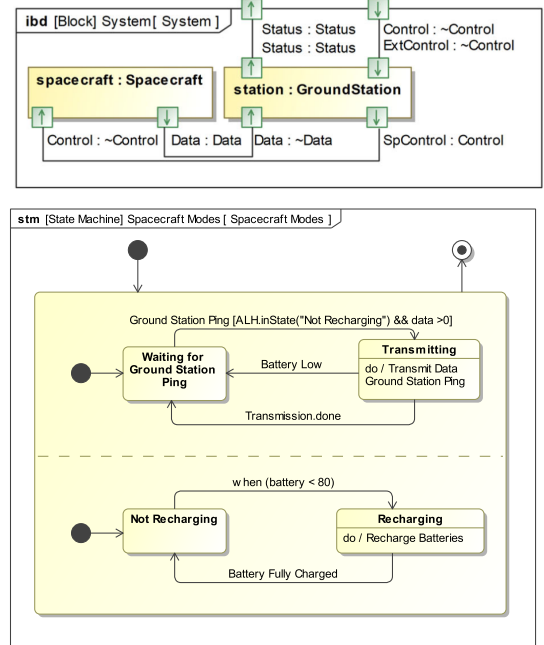 ibd [Block] System[ System ]
Status : Status
Status : Status
Control : ~Control
ExtControl : ~Control
spacecraft : Spacecraft
station : GroundStation
Control : ~Control
Data : Data
Data : ~Data
SpControl : Control
stm [State Machine] Spacecraft Modes [ Spacecraft Modes ]
Ground Station Ping [ALH.inState("Not Recharging") && data >0]
Waiting for
Ground Station
Ping
Battery Low
Transmitting
do / Transmit Data
Ground Station Ping
Transmission.done
when (battery < 80)
Not Recharging
Recharging
do / Recharge Batteries
Battery Fully Charged